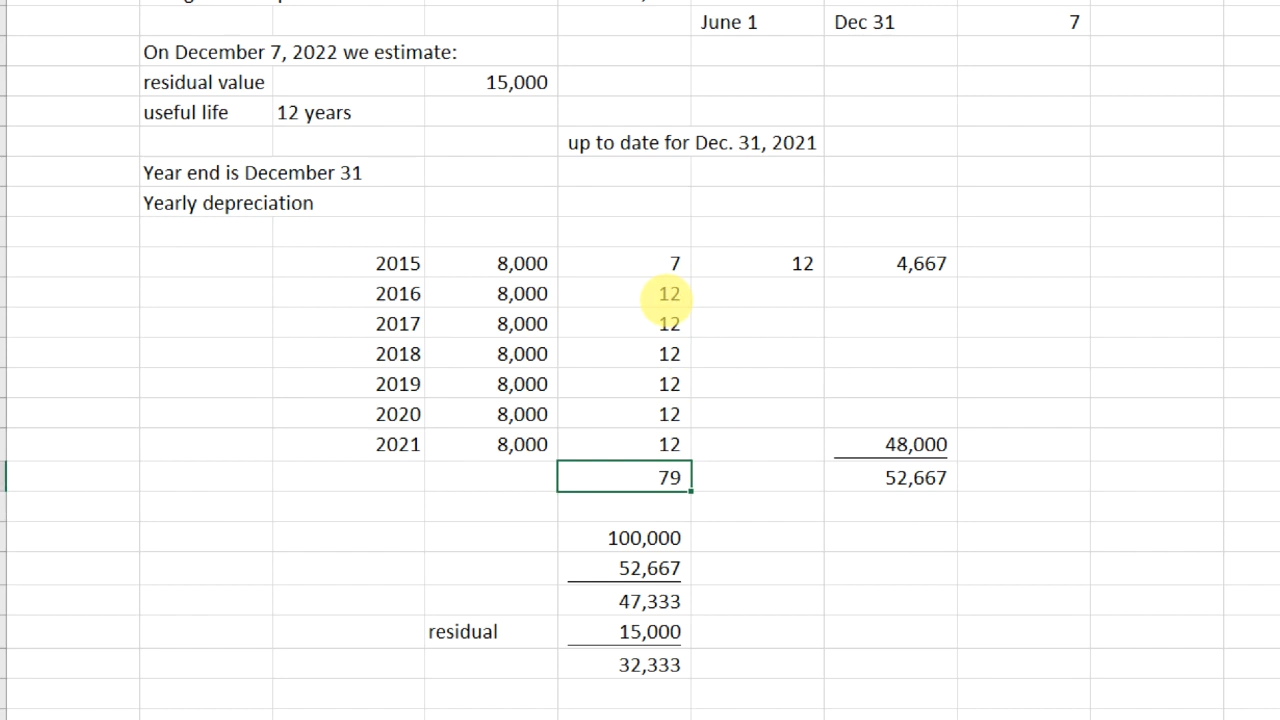 June 1 Dec 31 7
On December 7, 2022 we estimate:
residual value 15,000
useful life 12 years
up to date for Dec. 31, 2021
Year end is December 31
Yearly depreciation
2015 8,000 7 12 4,667
2016 8,000 12
2017 8,000 12
2018 8,000 12
2019 8,000 12
2020 8,000 12
2021 8,000 12 48,000
79 52,667
100,000
52,667
47,333
residual 15,000
32,333